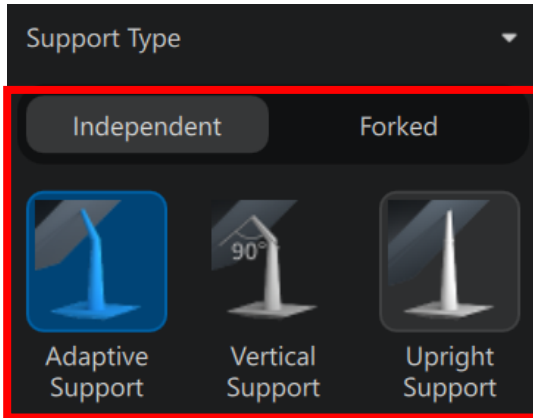 Support Type
Independent Forked
90°
Adaptive Support
Vertical Support
Upright Support